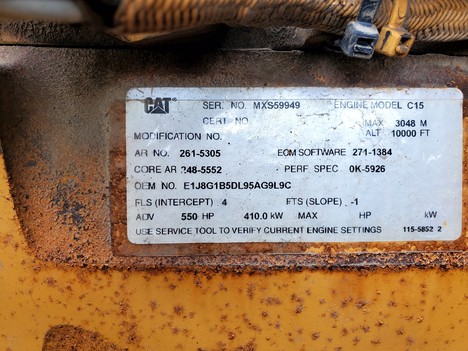 CAT SER. NO. MXS59949 ENGINE MODEL C15
CERT NO. MAX 3048 M
MODIFICATION NO. ALT 10000 FT
AR NO. 261-5305 ECM SOFTWARE 271-1384
CORE AR 248-5552 PERF. SPEC 0K-5926
OEM NO. E1J8G1B5DL95AG9L9C
FLS (INTERCEPT) 4 FTS (SLOPE) -1
ADV 550 HP 410.0 kW MAX HP kW
USE SERVICE TOOL TO VERIFY CURRENT ENGINE SETTINGS 115-5852 2